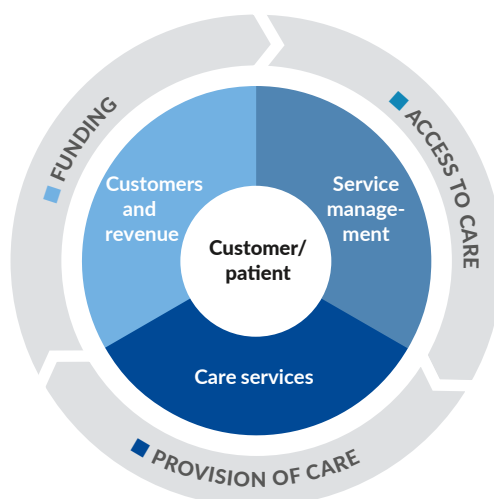 FUNDING
ACCESS TO CARE
Customers
and
revenue
Service
manage-
ment
Customer/
patient
Care services
PROVISION OF CARE